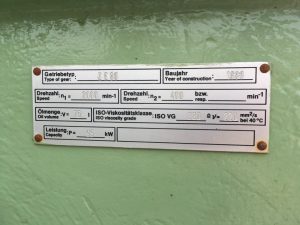 Getriebetyp. Baujahr
Type of gear: Year of construction:
Drehzahl: n1= min-1 Drehzahl: n2= 490 bzw. min-1
Speed Speed resp.
Ölmenge: V= l ISO-Viskositätsklasse: ISO VG mm²/s
Oil volume ISO viscosity grade bei 40°C
Leistung: P= kW
Capacity